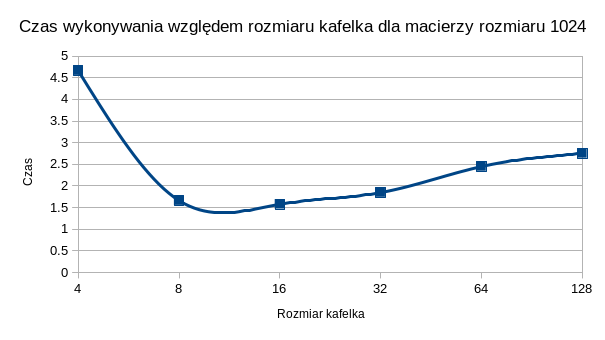 Czas wykonywania względem rozmiaru kafelka dla macierzy rozmiaru 1024
5
4.5
4
3.5
3
2.5
2
1.5
1
0.5
0
Czas
4 8 16 32 64 128
Rozmiar kafelka